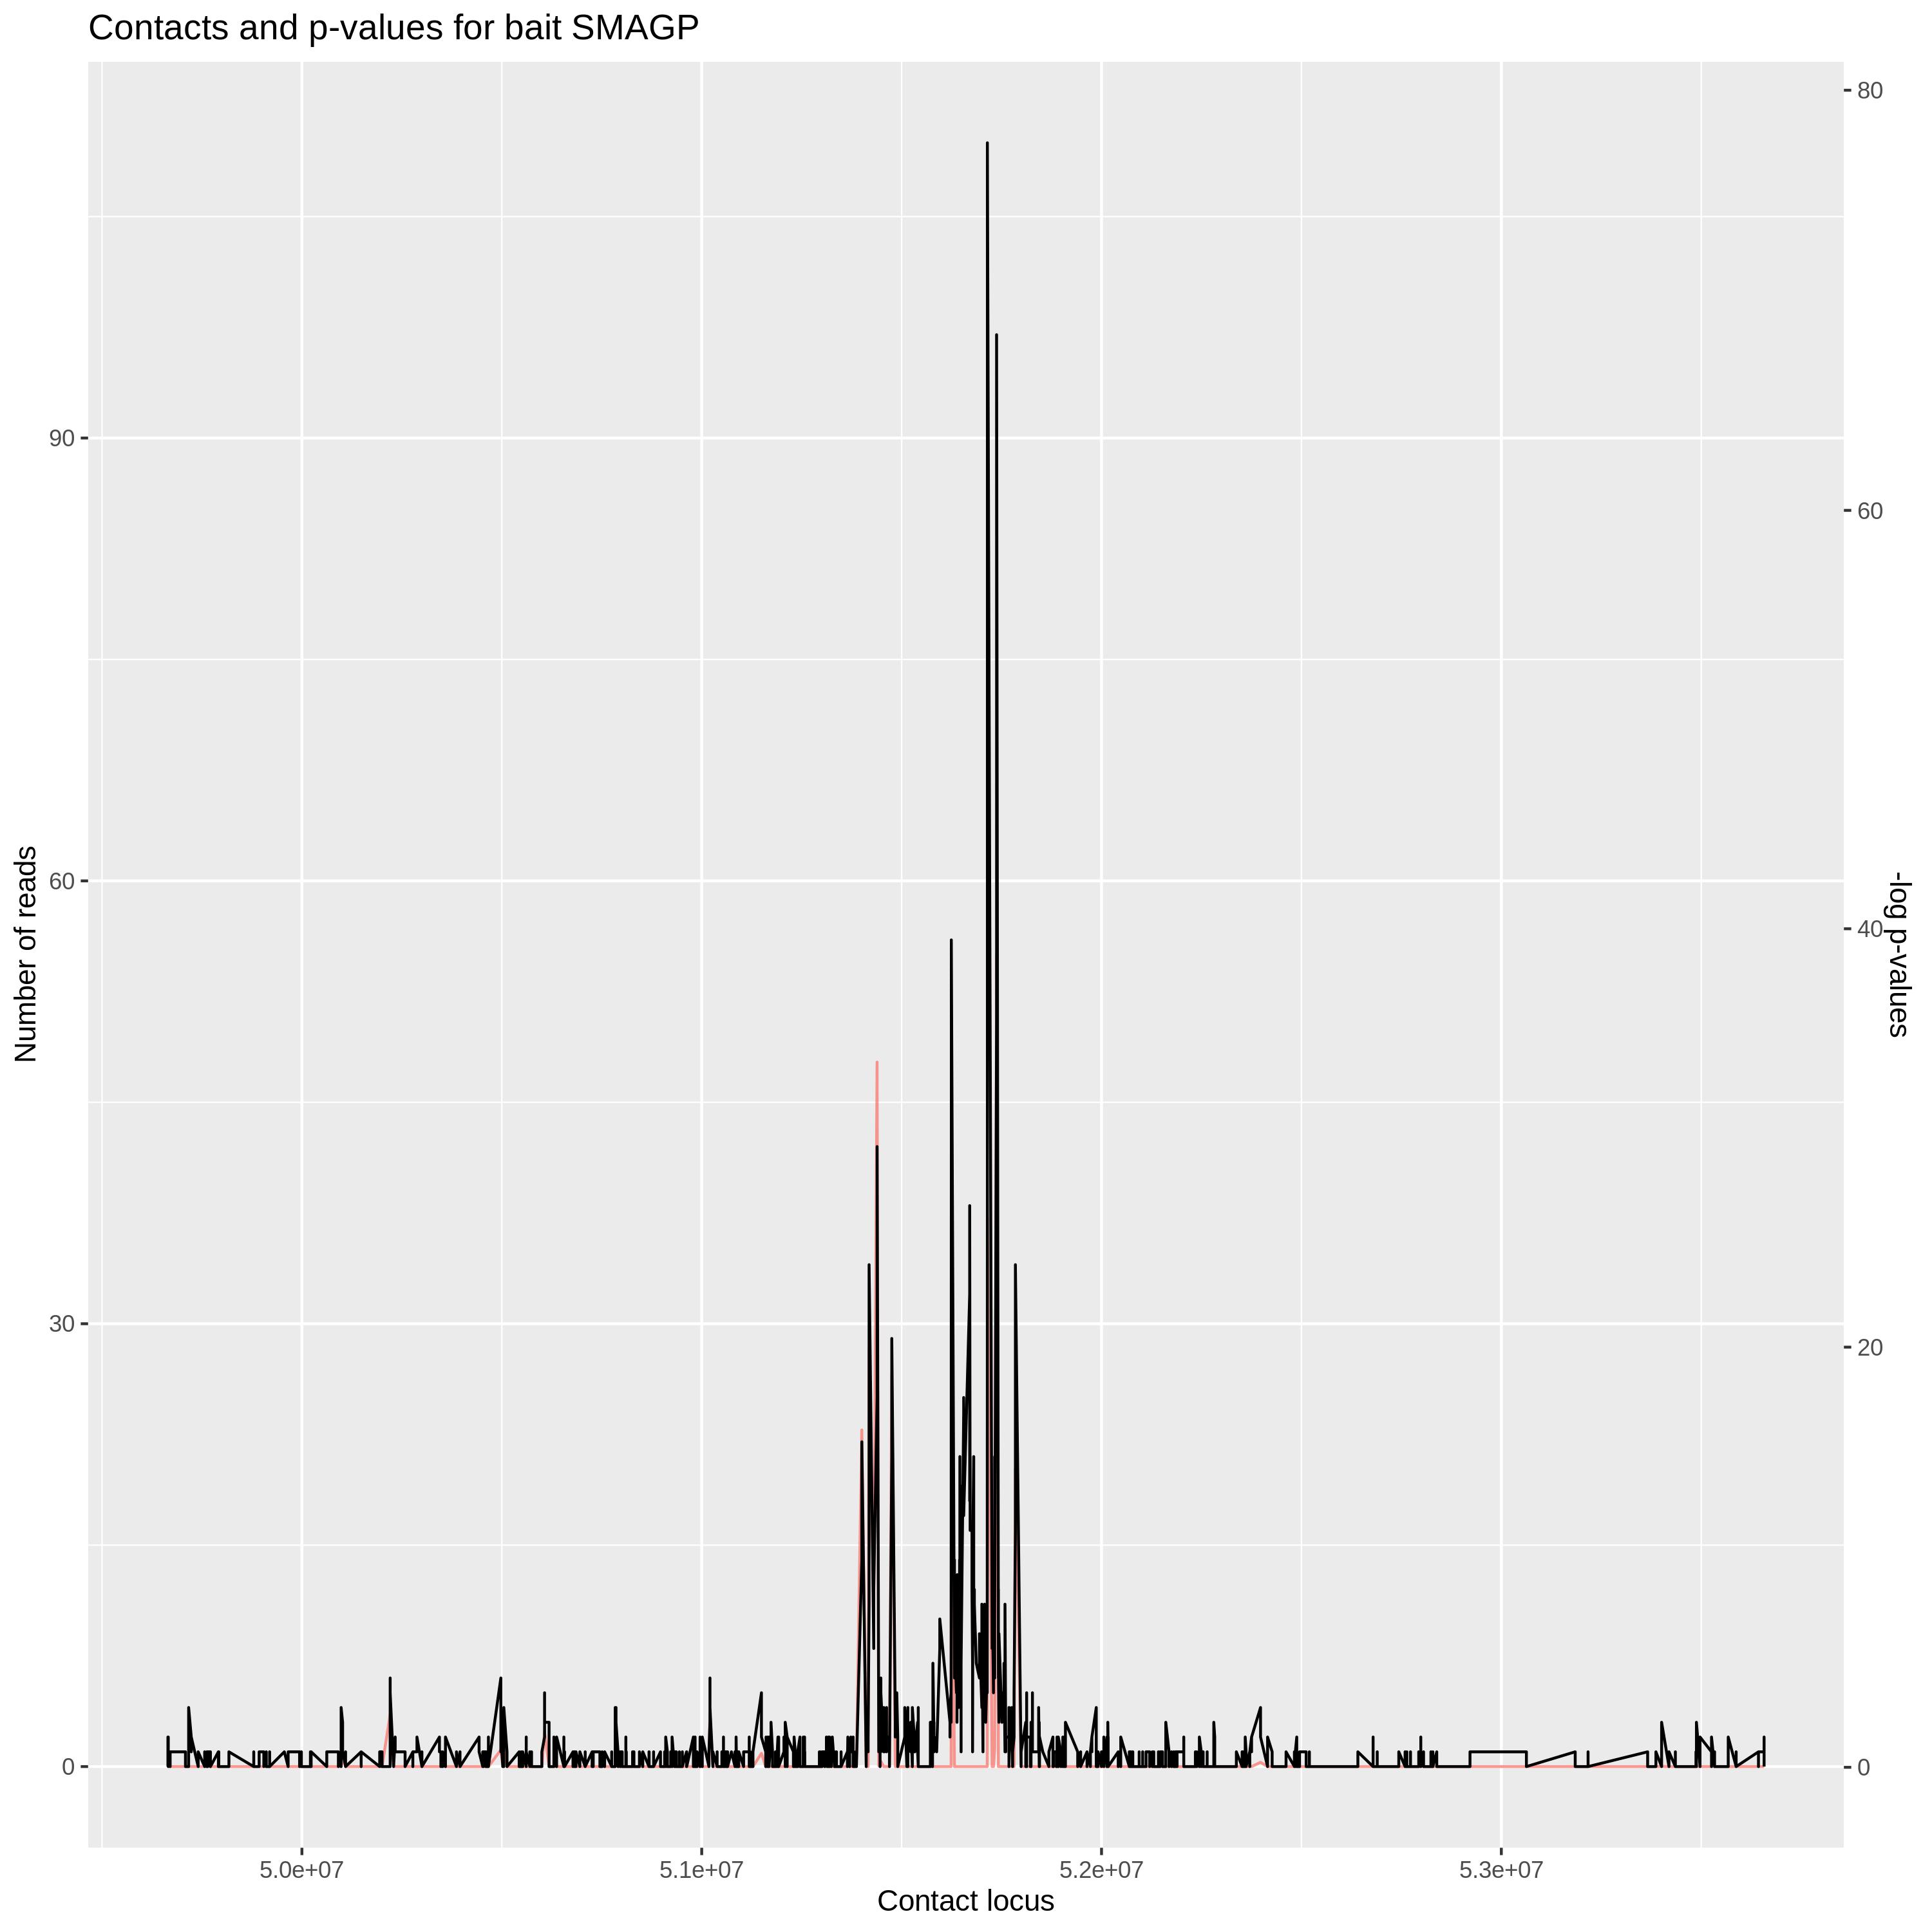 Contacts and p-values for bait SMAGP
80
90
60
60
40
30
20
0
0
Number of reads
-log p-values
5.0e+07
5.1e+07
5.2e+07
5.3e+07
Contact locus